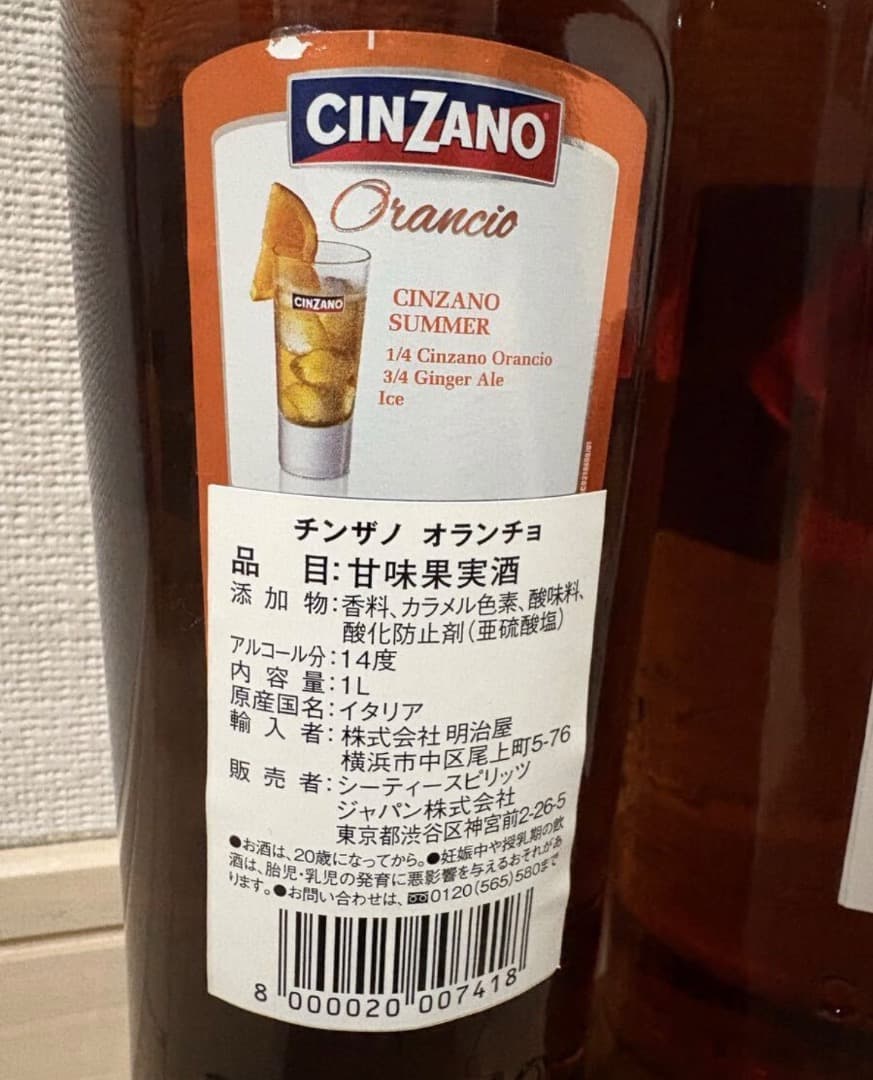 CINZANO
Orancio
CINZANO
CINZANO
SUMMER
1/4 Cinzano Orancio
3/4 Ginger Ale
Ice
チンザノ オランチョ
品 目:甘味果実酒
添加物:香料、カラメル色素、酸味料、
酸化防止剤(亜硫酸塩)
アルコール分:14度
内容量:1L
原産国名:イタリア
輸入者:株式会社 明治屋
横浜市中区尾上町5-76
販売者:シーティースピリッツ
ジャパン株式会社
東京都渋谷区神宮前2-26-5
●お酒は、20歳になってから。●妊娠中や授乳期の飲
酒は、胎児・乳児の発育に悪影響を与えるおそれがあ
ります。●お問い合わせは、0120(565)580まで
8 000020 007418